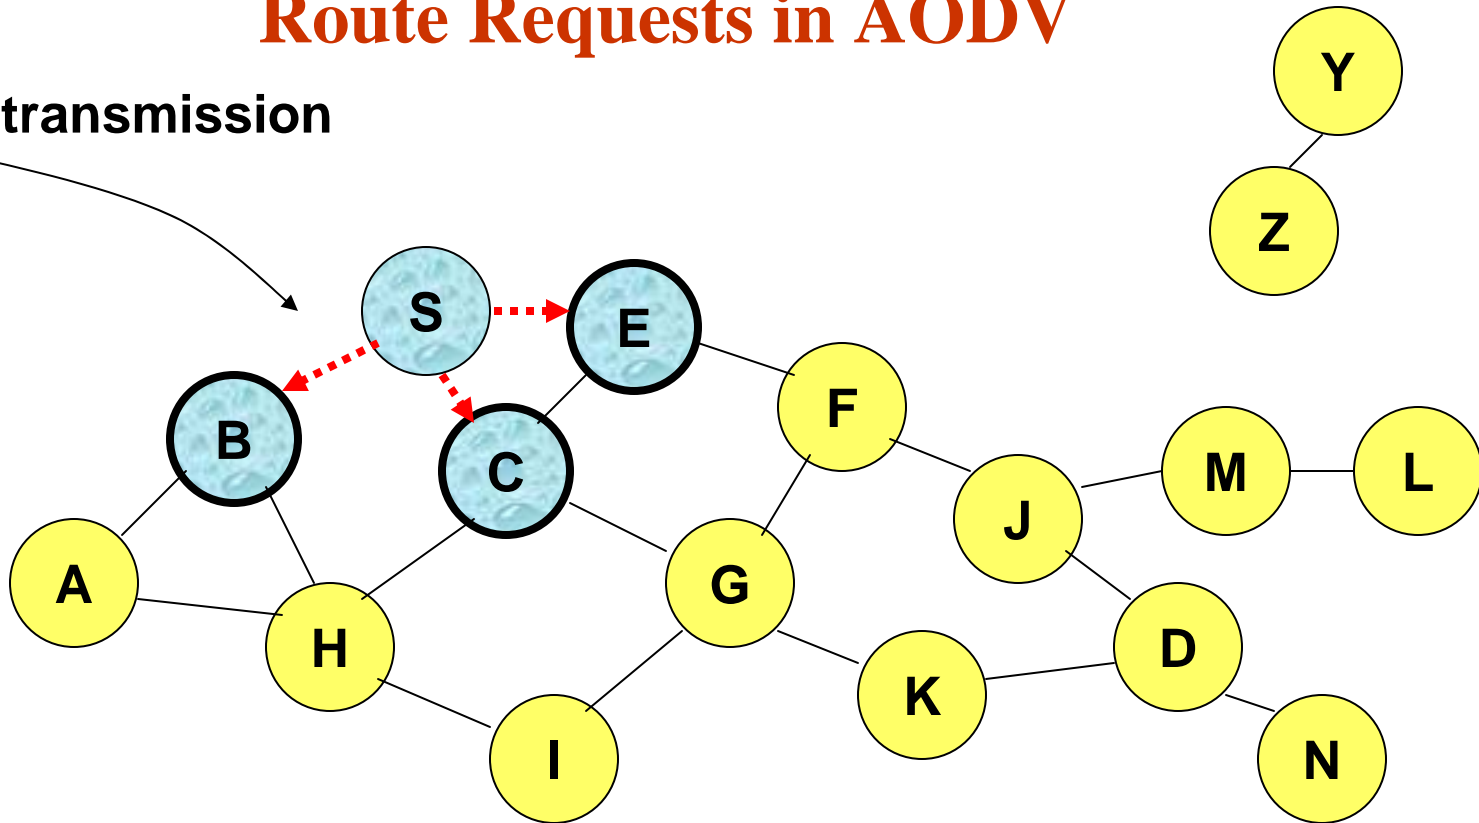 Route Requests in AODV
Y
transmission
Z
S
E
B
C
F
M
L
J
A
G
H
D
K
I
N